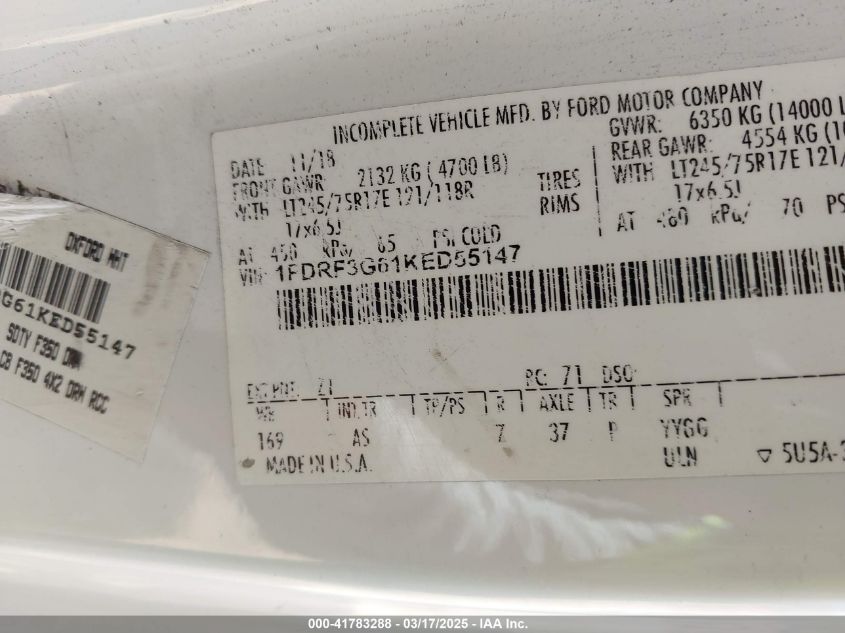 INCOMPLETE VEHICLE MFD. BY FORD MOTOR COMPANY
DATE 11/18
GVWR: 6350 KG (14000 L
FRONT GAWR 2132 KG (4700 LB)
REAR GAWR: 4554 KG (10
WITH LT245/75R17E 121/118R TIRES
WITH LT245/75R17E 121/
17x6.5J RIMS
17x6.5J
AT 450 kPa/ 65 PSI COLD
AT 480 kPa/ 70 PS
VIN: 1FDRF3G61KED55147
EXT PNT: Z1 RC: 71 DSO:
WB INT TR TP/PS R AXLE TR SPR
169 AS Z 37 P YYGG
MADE IN U.S.A. ULN ▽ 5U5A-
OXFORD WHT
G61KED55147
SDTY F350 DRW
CB F350 4X2 DRW RCC
000-41783288 - 03/17/2025 - IAA Inc.